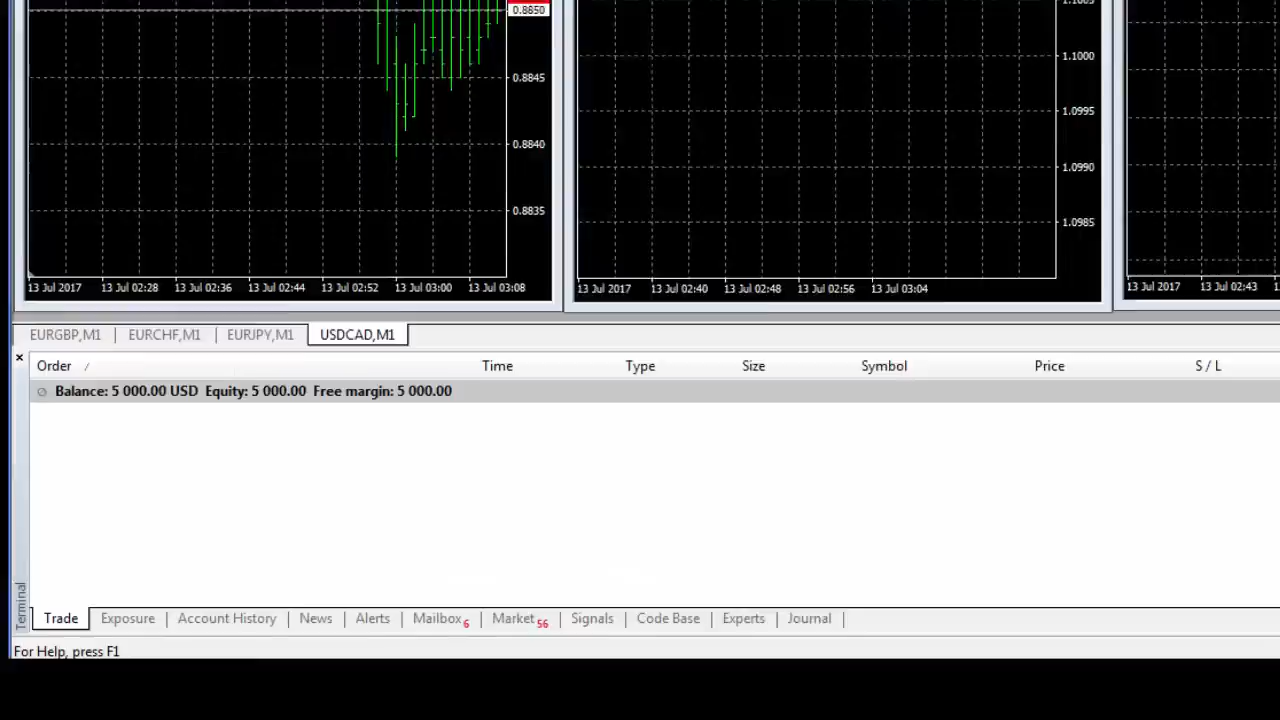 0.8850
0.8845
0.8840
0.8835
13 Jul 2017 13 Jul 02:28 13 Jul 02:36 13 Jul 02:44 13 Jul 02:52 13 Jul 03:00 13 Jul 03:08
1.1000
1.0995
1.0990
1.0985
13 Jul 2017 13 Jul 02:40 13 Jul 02:48 13 Jul 02:56 13 Jul 03:04
13 Jul 2017 13 Jul 02:43
EURGBP,M1 EURCHF,M1 EURJPY,M1 USDCAD,M1
Order / Time Type Size Symbol Price S / L
Balance: 5 000.00 USD Equity: 5 000.00 Free margin: 5 000.00
Terminal
Trade Exposure Account History News Alerts Mailbox 6 Market 56 Signals Code Base Experts Journal
For Help, press F1